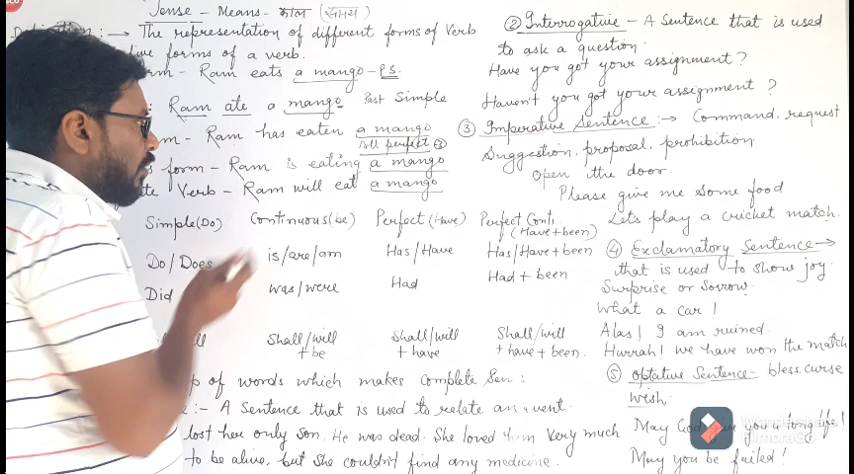 Tense - Means - काल (समय)
:→ The representation of different forms of Verb
forms of a verb.
- Ram eats a mango - P.S.
Ram ate a mango Past Simple
- Ram has eaten a mango
perfect ③
form - Ram is eating a mango
Verb - Ram will eat a mango
Simple (Do) Continuous (be) Perfect (Have) Perfect Conti.
(Have + been)
Do / Does is/are/am Has / Have Has / Have + been
Did was/were Had Had + been
Shall/will Shall/will Shall/will
+ be + have + have + been
of words which makes complete Sen:
:- A Sentence that is used to relate an event.
lost her only son. He was dead. She loved him very much
to be alive, but she couldn't find any medicine.
② Interrogative - A Sentence that is used
to ask a question.
Have you got your assignment ?
Haven't you got your assignment ?
③ Imperative Sentence :→ Command, request
Suggestion, proposal, prohibition
Open the door.
Please give me some food
Lets play a cricket match.
④ Exclamatory Sentence →
that is used to show joy
Surprise or Sorrow.
What a car !
Alas! I am ruined.
Hurrah! We have won the match
⑤ optative Sentence - bless, curse
wish.
May God you a long life!
May you be failed !